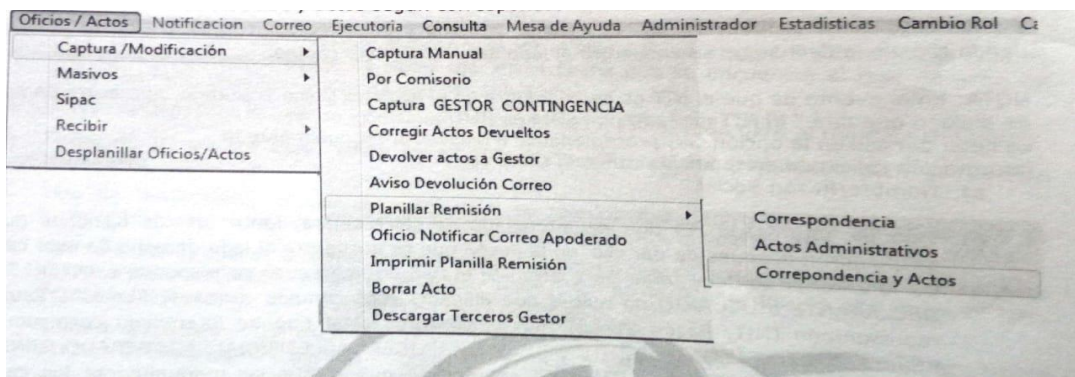 Oficios / Actos Notificacion Correo Ejecutoria Consulta Mesa de Ayuda Administrador Estadisticas Cambio Rol
Captura /Modificación
Masivos
Sipac
Recibir
Desplanillar Oficios/Actos
Captura Manual
Por Comisorio
Captura GESTOR CONTINGENCIA
Corregir Actos Devueltos
Devolver actos a Gestor
Aviso Devolución Correo
Planillar Remisión
Oficio Notificar Correo Apoderado
Imprimir Planilla Remisión
Borrar Acto
Descargar Terceros Gestor
Correspondencia
Actos Administrativos
Correpondencia y Actos